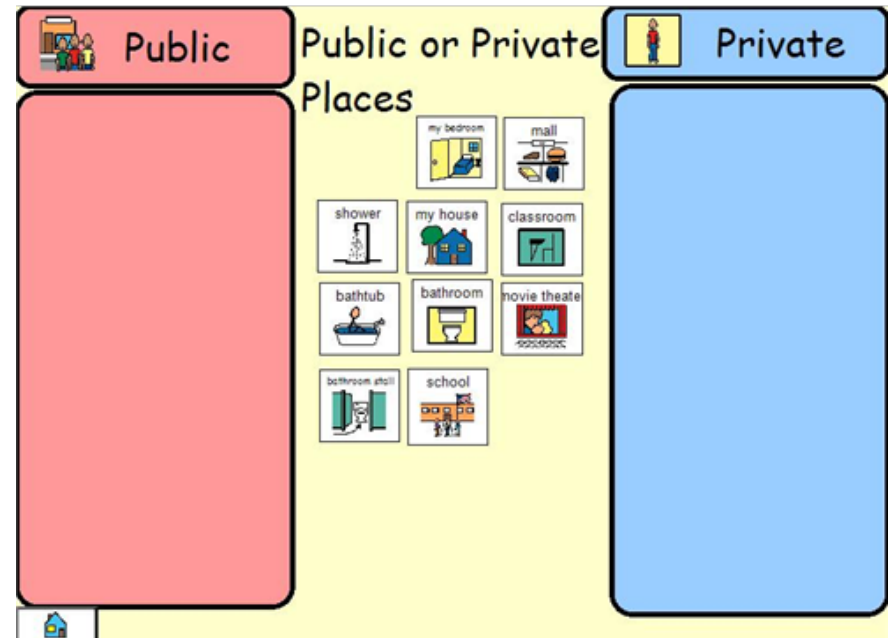 Public
Public or Private
Places
Private
my bedroom
mall
shower
my house
classroom
bathtub
bathroom
movie theate
bathroom stall
school